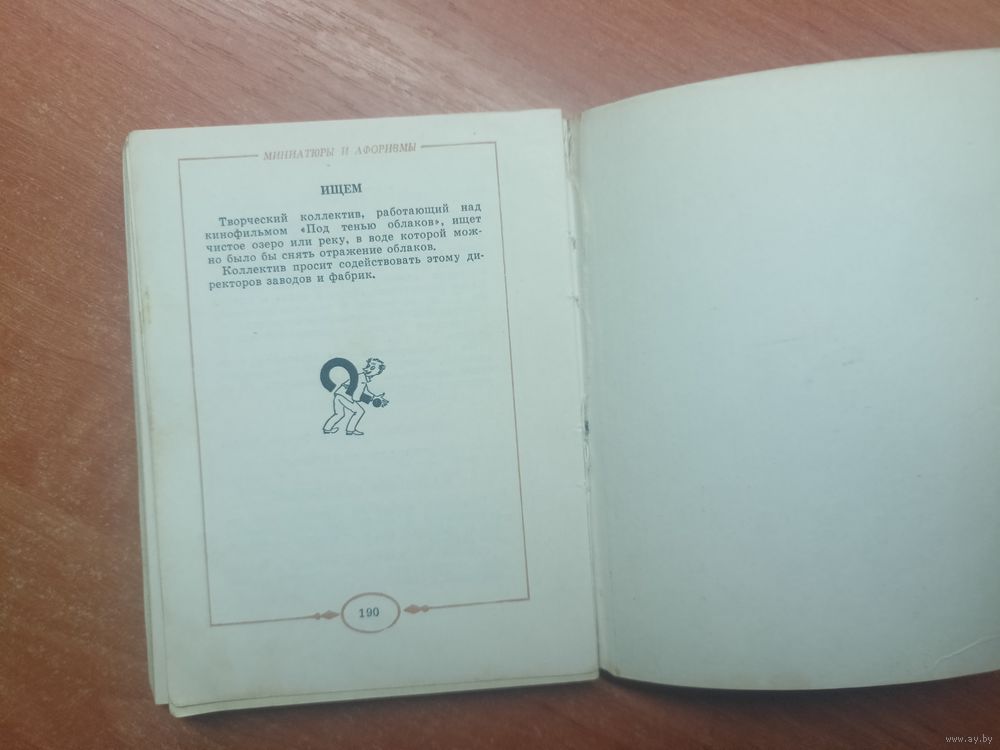 МИНИАТЮРЫ И АФОРИЗМЫ
ИЩЕМ
Творческий коллектив, работающий над
кинофильмом «Под тенью облаков», ищет
чистое озеро или реку, в воде которой мож-
но было бы снять отражение облаков.
Коллектив просит содействовать этому ди-
ректоров заводов и фабрик.
190
www.ay.by